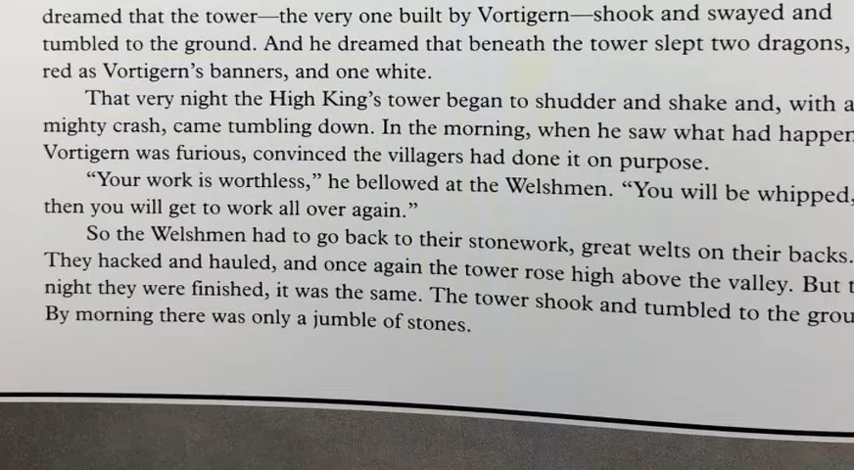 dreamed that the tower—the very one built by Vortigern—shook and swayed and
tumbled to the ground. And he dreamed that beneath the tower slept two dragons,
red as Vortigern's banners, and one white.
That very night the High King's tower began to shudder and shake and, with a
mighty crash, came tumbling down. In the morning, when he saw what had happen
Vortigern was furious, convinced the villagers had done it on purpose.
“Your work is worthless,” he bellowed at the Welshmen. “You will be whipped,
then you will get to work all over again.”
So the Welshmen had to go back to their stonework, great welts on their backs.
They hacked and hauled, and once again the tower rose high above the valley. But t
night they were finished, it was the same. The tower shook and tumbled to the grou
By morning there was only a jumble of stones.